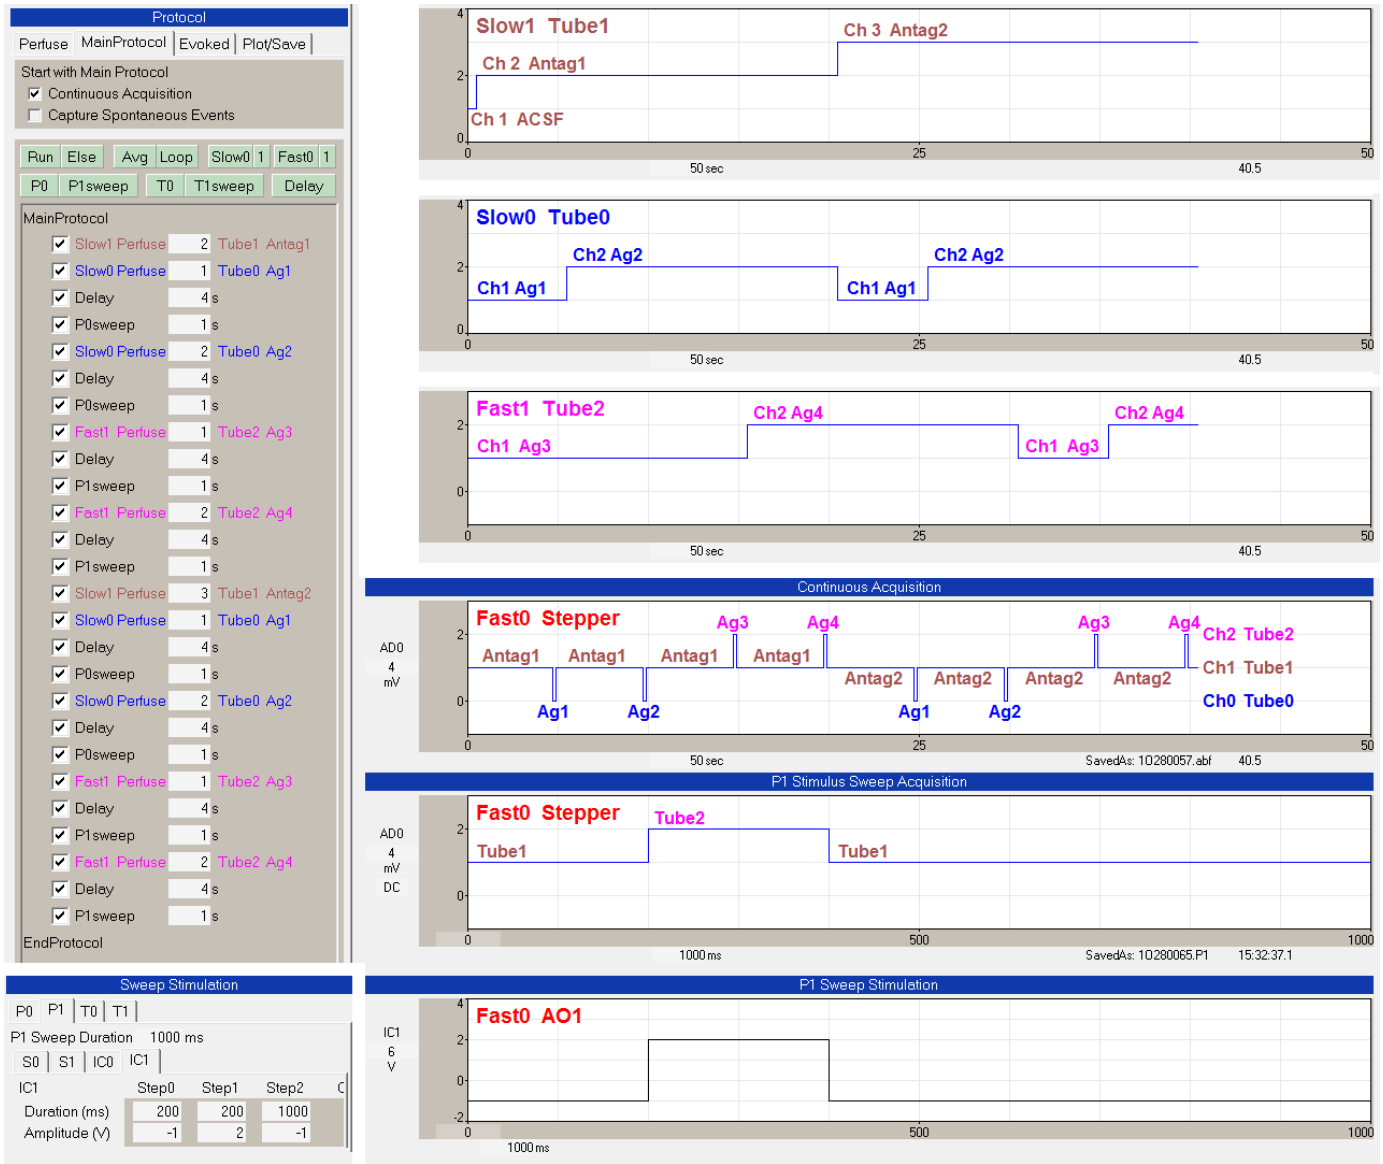 Protocol
Perfuse MainProtocol Evoked Plot/Save
Start with Main Protocol
Continuous Acquisition
Capture Spontaneous Events
Run Else Avg Loop Slow0 1 Fast0 1
P0 P1sweep T0 T1sweep Delay
MainProtocol
Slow1 Perfuse 2 Tube1 Antag1
Slow0 Perfuse 1 Tube0 Ag1
Delay 4 s
P0sweep 1 s
Slow0 Perfuse 2 Tube0 Ag2
Delay 4 s
P0sweep 1 s
Fast1 Perfuse 1 Tube2 Ag3
Delay 4 s
P1sweep 1 s
Fast1 Perfuse 2 Tube2 Ag4
Delay 4 s
P1sweep 1 s
Slow1 Perfuse 3 Tube1 Antag2
Slow0 Perfuse 1 Tube0 Ag1
Delay 4 s
P0sweep 1 s
Slow0 Perfuse 2 Tube0 Ag2
Delay 4 s
P0sweep 1 s
Fast1 Perfuse 1 Tube2 Ag3
Delay 4 s
P1sweep 1 s
Fast1 Perfuse 2 Tube2 Ag4
Delay 4 s
P1sweep 1 s
EndProtocol
Sweep Stimulation
P0 P1 T0 T1
P1 Sweep Duration 1000 ms
S0 S1 IC0 IC1
IC1 Step0 Step1 Step2 C
Duration (ms) 200 200 1000
Amplitude (V) -1 2 -1
4
Slow1 Tube1
Ch 3 Antag2
Ch 2 Antag1
2
Ch 1 ACSF
0
0 25 50
50 sec 40.5
4
Slow0 Tube0
Ch2 Ag2 Ch2 Ag2
2
Ch1 Ag1 Ch1 Ag1
0
0 25 50
50 sec 40.5
Fast1 Tube2
Ch2 Ag4 Ch2 Ag4
2
Ch1 Ag3 Ch1 Ag3
0
0 25 50
50 sec 40.5
Continuous Acquisition
Fast0 Stepper
Ag3 Ag4 Ag3 Ag4
2 Ch2 Tube2
AD0
4
mV
Antag1 Antag1 Antag1 Antag1
Ch1 Tube1
Antag2 Antag2 Antag2 Antag2
0 Ch0 Tube0
Ag1 Ag2 Ag1 Ag2
0 25 50
50 sec SavedAs: 1O280057.abf 40.5
P1 Stimulus Sweep Acquisition
Fast0 Stepper
Tube2
2
AD0
4
mV
DC
Tube1 Tube1
0
0 500 1000
1000 ms SavedAs: 1O280065.P1 15:32:37.1
P1 Sweep Stimulation
4
Fast0 AO1
IC1
6
V
2
0
-2
0 500 1000
1000 ms